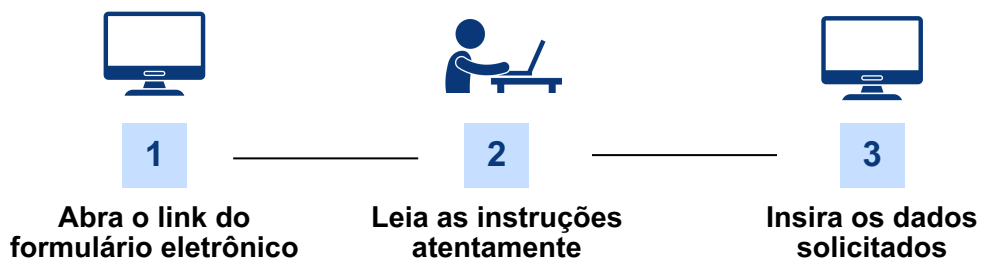 1
2
3
Abra o link do
formulário eletrônico
Leia as instruções
atentamente
Insira os dados
solicitados